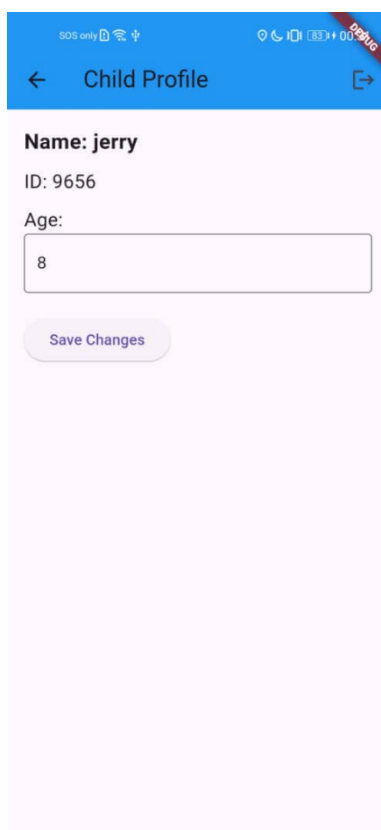 SOS only
83
DEBUG
Child Profile
Name: jerry
ID: 9656
Age:
8
Save Changes